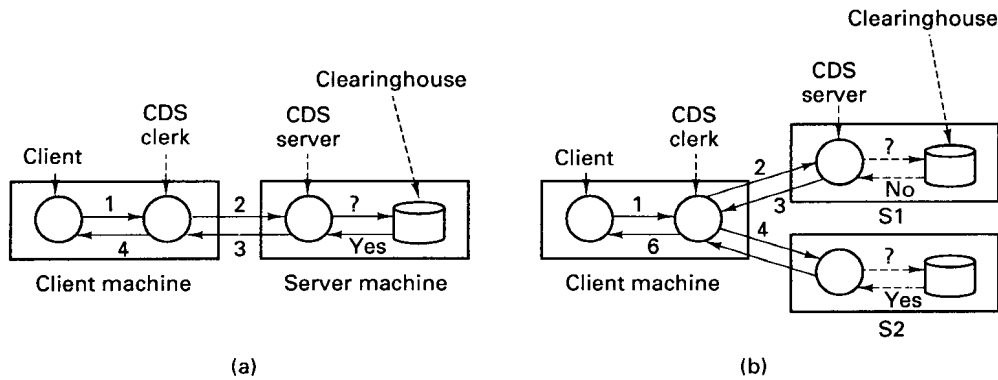 Clearinghouse
CDS
clerk
CDS
server
Client
1
2
?
4
3
Yes
Client machine
Server machine
(a)
Clearinghouse
CDS
server
CDS
clerk
Client
2
?
No
3
S1
1
6
4
?
Yes
S2
Client machine
(b)